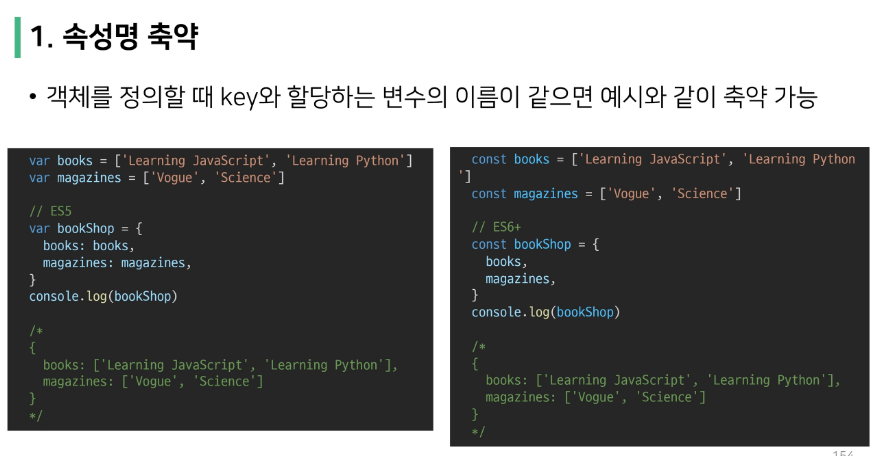 1. 속성명 축약
• 객체를 정의할 때 key와 할당하는 변수의 이름이 같으면 예시와 같이 축약 가능
var books = ['Learning JavaScript', 'Learning Python']
var magazines = ['Vogue', 'Science']
// ES5
var bookShop = {
  books: books,
  magazines: magazines,
}
console.log(bookShop)
/*
{
  books: ['Learning JavaScript', 'Learning Python'],
  magazines: ['Vogue', 'Science']
}
*/
const books = ['Learning JavaScript', 'Learning Python
']
const magazines = ['Vogue', 'Science']
// ES6+
const bookShop = {
  books,
  magazines,
}
console.log(bookShop)
/*
{
  books: ['Learning JavaScript', 'Learning Python'],
  magazines: ['Vogue', 'Science']
}
*/